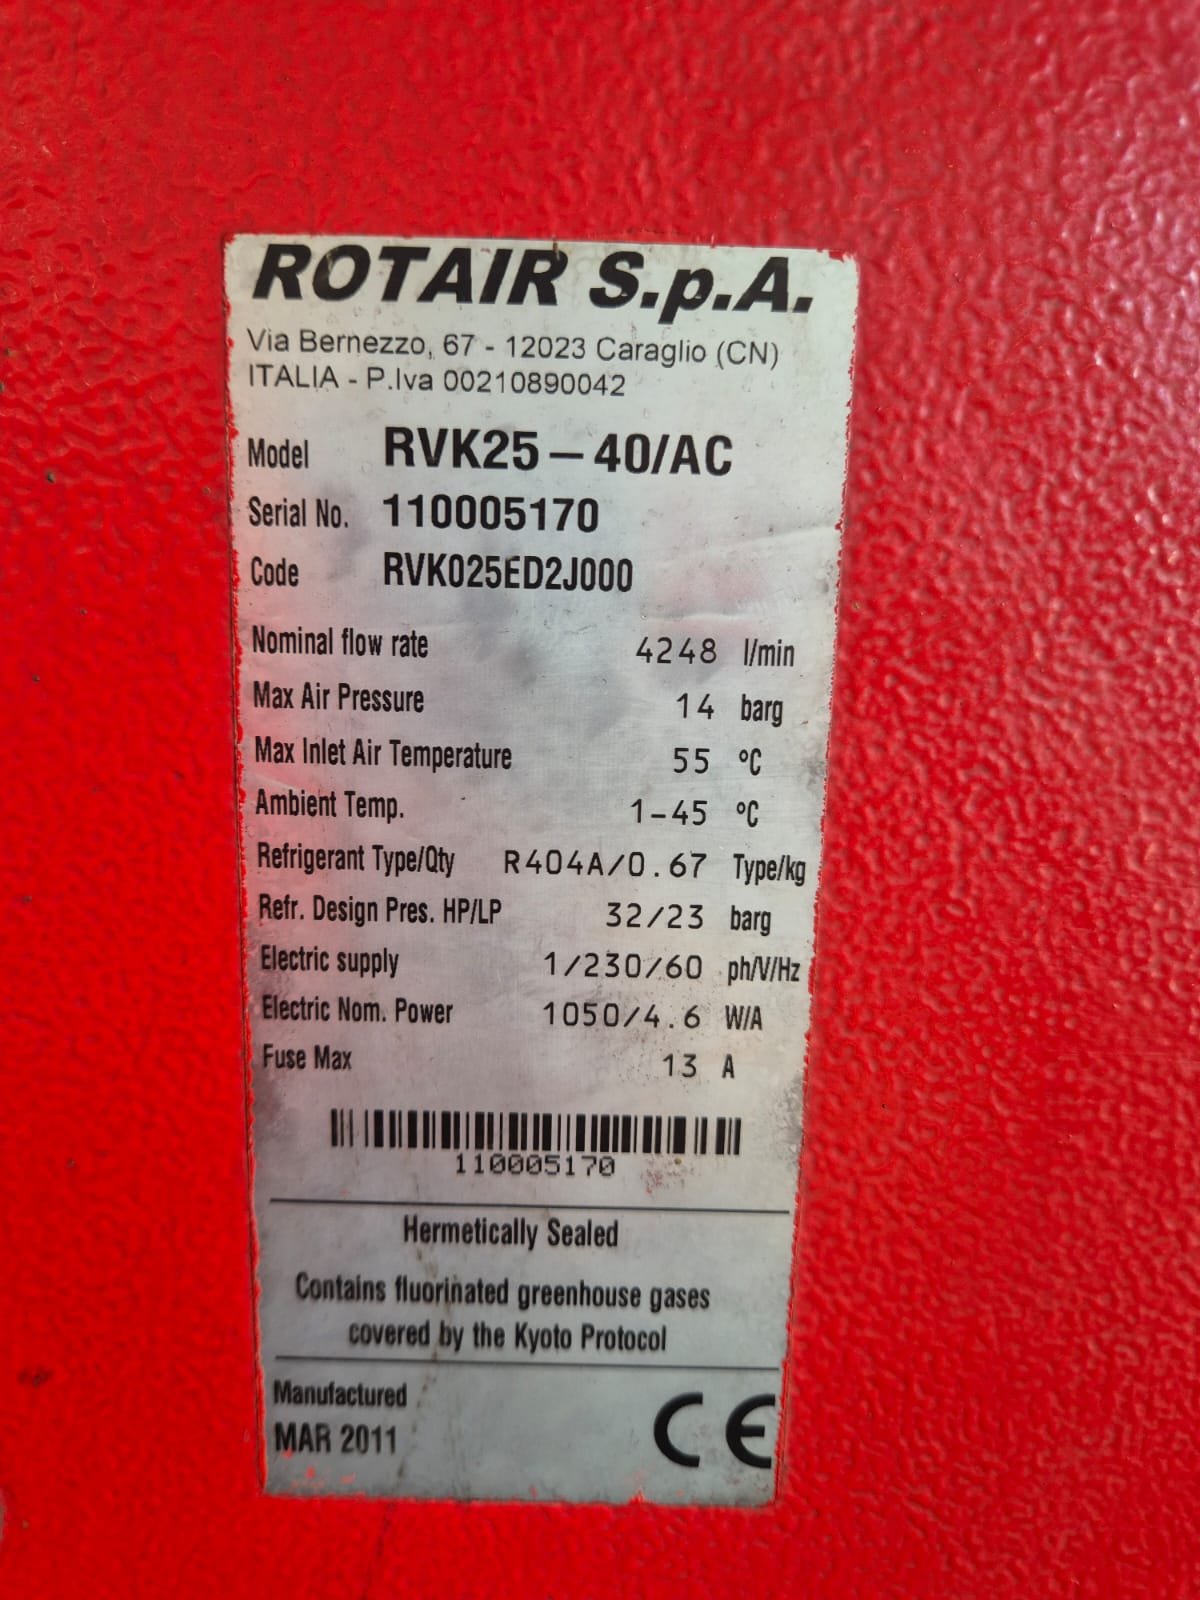 ROTAIR S.p.A.
Via Bernezzo, 67 - 12023 Caraglio (CN)
ITALIA - P.Iva 00210890042
Model RVK25-40/AC
Serial No. 110005170
Code RVK025ED2J000
Nominal flow rate 4248 l/min
Max Air Pressure 14 barg
Max Inlet Air Temperature 55 °C
Ambient Temp. 1-45 °C
Refrigerant Type/Qty R404A/0.67 Type/kg
Refr. Design Pres. HP/LP 32/23 barg
Electric supply 1/230/60 ph/V/Hz
Electric Nom. Power 1050/4.6 W/A
Fuse Max 13 A
110005170
Hermetically Sealed
Contains fluorinated greenhouse gases
covered by the Kyoto Protocol
Manufactured
MAR 2011
CE